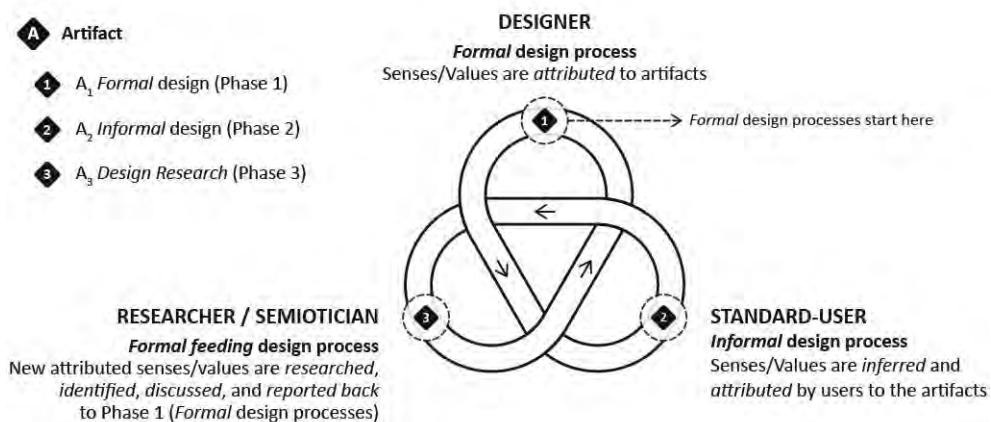 A Artifact
1 A₁ Formal design (Phase 1)
2 A₂ Informal design (Phase 2)
3 A₃ Design Research (Phase 3)
DESIGNER
Formal design process
Senses/Values are attributed to artifacts
1
Formal design processes start here
RESEARCHER / SEMIOTICIAN
Formal feeding design process
New attributed senses/values are researched,
identified, discussed, and reported back
to Phase 1 (Formal design processes)
3
2
STANDARD-USER
Informal design process
Senses/Values are inferred and
attributed by users to the artifacts